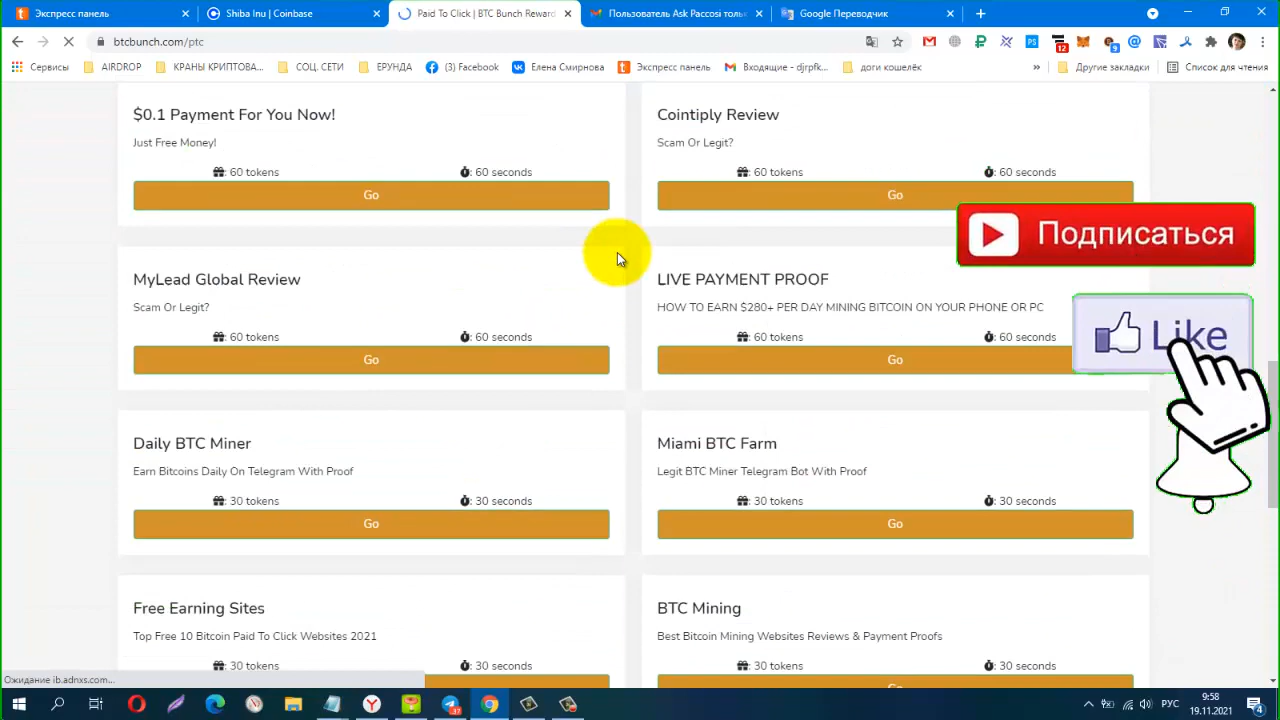 Экспресс панель
Shiba Inu | Coinbase
Paid To Click | BTC Bunch Reward
Пользователь Ask Paccosi тольк
Google Переводчик
btcbunch.com/ptc
12
9
Сервисы
AIRDROP
КРАНЫ КРИПТОВА...
СОЦ. СЕТИ
ЕРУНДА
(3) Facebook
Елена Смирнова
Экспресс панель
Входящие - djrpfk...
доги кошелёк
»
Другие закладки
Список для чтения
$0.1 Payment For You Now!
Just Free Money!
: 60 tokens
: 60 seconds
Go
Cointiply Review
Scam Or Legit?
: 60 tokens
: 60 seconds
Go
Подписаться
MyLead Global Review
Scam Or Legit?
: 60 tokens
: 60 seconds
Go
LIVE PAYMENT PROOF
HOW TO EARN $280+ PER DAY MINING BITCOIN ON YOUR PHONE OR PC
: 60 tokens
: 60 seconds
Go
Like
Daily BTC Miner
Earn Bitcoins Daily On Telegram With Proof
: 30 tokens
: 30 seconds
Go
Miami BTC Farm
Legit BTC Miner Telegram Bot With Proof
: 30 tokens
: 30 seconds
Go
Free Earning Sites
Top Free 10 Bitcoin Paid To Click Websites 2021
: 30 tokens
: 30 seconds
BTC Mining
Best Bitcoin Mining Websites Reviews & Payment Proofs
: 30 tokens
: 30 seconds
Go
Ожидание ib.adnxs.com...
РУС
9:58
19.11.2021